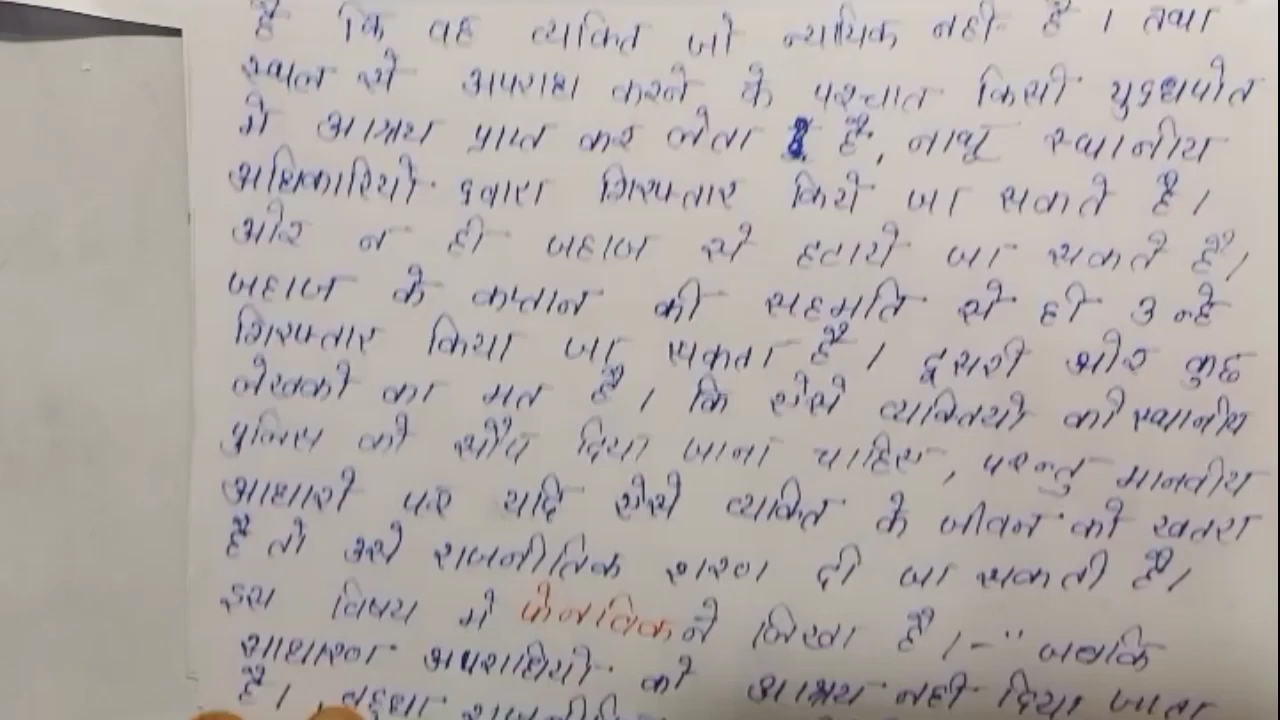 है कि वह व्यक्ति जो न्यायिक नही है । तथा
स्थल से अपराध करने के पश्चात किसी युद्धपोत
मे आश्रय प्राप्त कर लेता है, स्थानीय
अधिकारियो द्वारा गिरफ्तार किये जा सकते है ।
ओर न ही जहाज से हटाये जा सकते है ।
जहाज के कप्तान की सहमति से ही उन्हे
गिरफ्तार किया जा सकता है । दुसरी ओर कुछ
लेखको का मत है । कि ऐसे व्यक्तियो को स्थानीय
पुलिस को सौंप दिया जाना चाहिए, परन्तु मानवीय
आधारो पर यदि ऐसे व्यक्ति के जीवन को खतरा
है तो उसे राजनीतिक शरण दी जा सकती है ।
इस विषय मे फेनविक ने लिखा है ।-" जबकि
साधारण अपराधियो को आश्रय नही दिया जाता
है ।